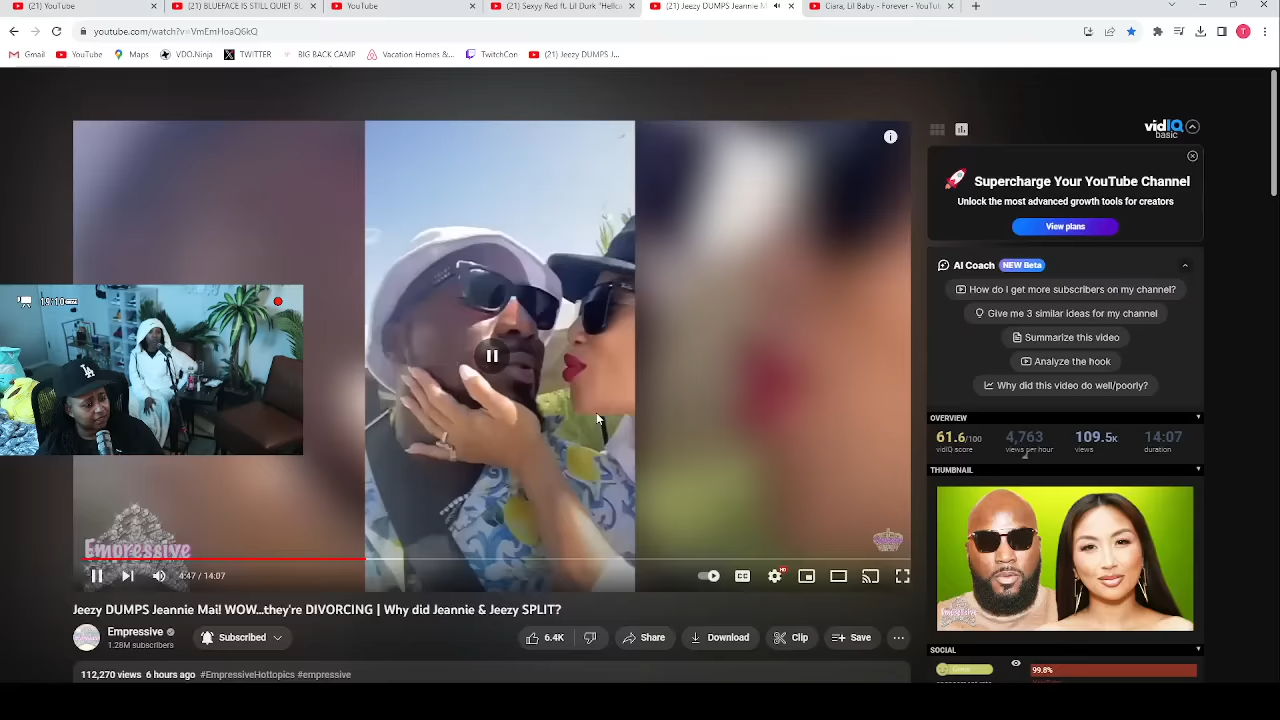 (21) YouTube
(21) BLUEFACE IS STILL QUIET BU
YouTube
(21) Sexyy Red ft. Lil Durk "Hellca
(21) Jeezy DUMPS Jeannie M
Ciara, Lil Baby - Forever - YouTu
youtube.com/watch?v=VmEmHoaQ6kQ
T
Gmail
YouTube
Maps
VDO.Ninja
TWITTER
BIG BACK CAMP
Vacation Homes &...
TwitchCon
(21) Jeezy DUMPS J...
vidIQ
basic
Supercharge Your YouTube Channel
Unlock the most advanced growth tools for creators
View plans
AI Coach NEW Beta
How do I get more subscribers on my channel?
Give me 3 similar ideas for my channel
Summarize this video
Analyze the hook
Why did this video do well/poorly?
LA
Empressive
4:47 / 14:07
CC
HD
OVERVIEW
61.6/100
vidIQ score
4,763
views per hour
109.5K
views
14:07
duration
THUMBNAIL
Empressive
SOCIAL
99.8%
Jeezy DUMPS Jeannie Mai! WOW...they're DIVORCING | Why did Jeannie & Jeezy SPLIT?
Empressive
1.28M subscribers
Subscribed
6.4K
Share
Download
Clip
Save
112,270 views 6 hours ago #EmpressiveHottopics #empressive